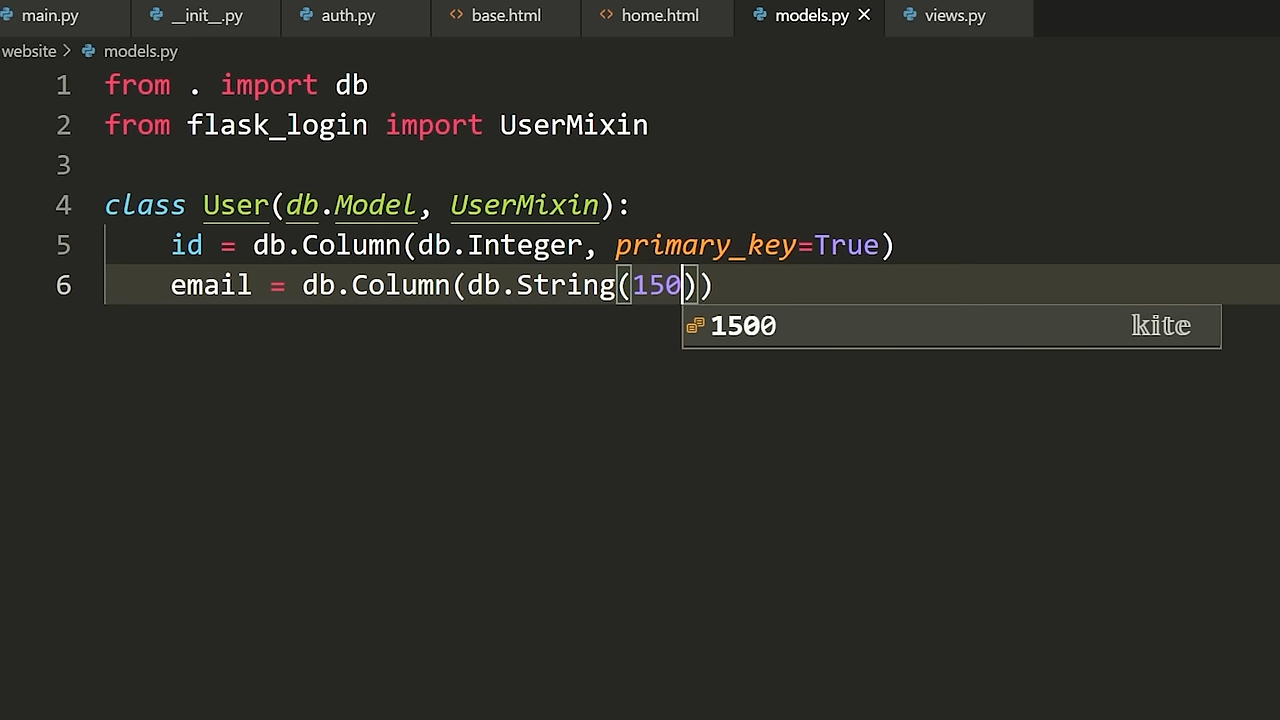 main.py __init__.py auth.py base.html home.html models.py views.py
website > models.py
1 from . import db
2 from flask_login import UserMixin
3
4 class User(db.Model, UserMixin):
5 id = db.Column(db.Integer, primary_key=True)
6 email = db.Column(db.String(150))
1500 kite